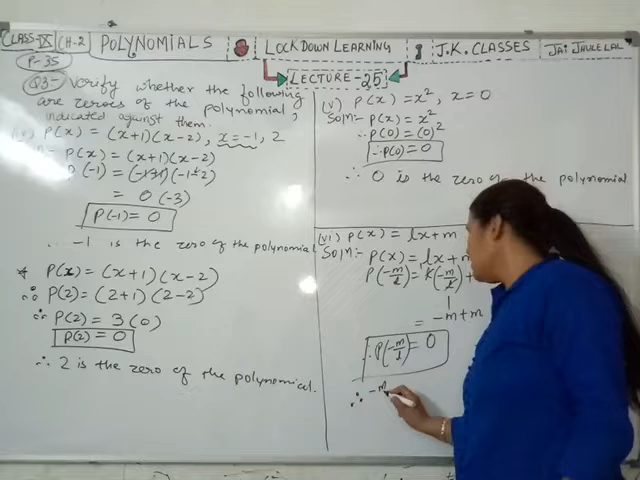 CLASS-IX CH-2 POLYNOMIALS LOCKDOWN LEARNING J.K. CLASSES JAI JHULELAL
P-35 LECTURE-25
Q3- Verify whether the following
are zeroes of the polynomial,
indicated against them.
P(x) = (x+1)(x-2), x = -1, 2
P(x) = (x+1)(x-2)
(-1) = (-1+1)(-1-2)
= 0 (-3)
P(-1) = 0
∴ -1 is the zero of the polynomial
* P(x) = (x+1)(x-2)
∴ P(2) = (2+1)(2-2)
∴ P(2) = 3(0)
P(2) = 0
∴ 2 is the zero of the polynomial.
(v) P(x) = x², x = 0
Soln:- P(x) = x²
∴ P(0) = (0)²
∴ P(0) = 0
∴ 0 is the zero of the polynomial
(vi) P(x) = lx+m
Soln:- P(x) = lx+m
P(-m/l) = l(-m/l) +
= -m+m
∴ P(-m/l) = 0
∴ -m